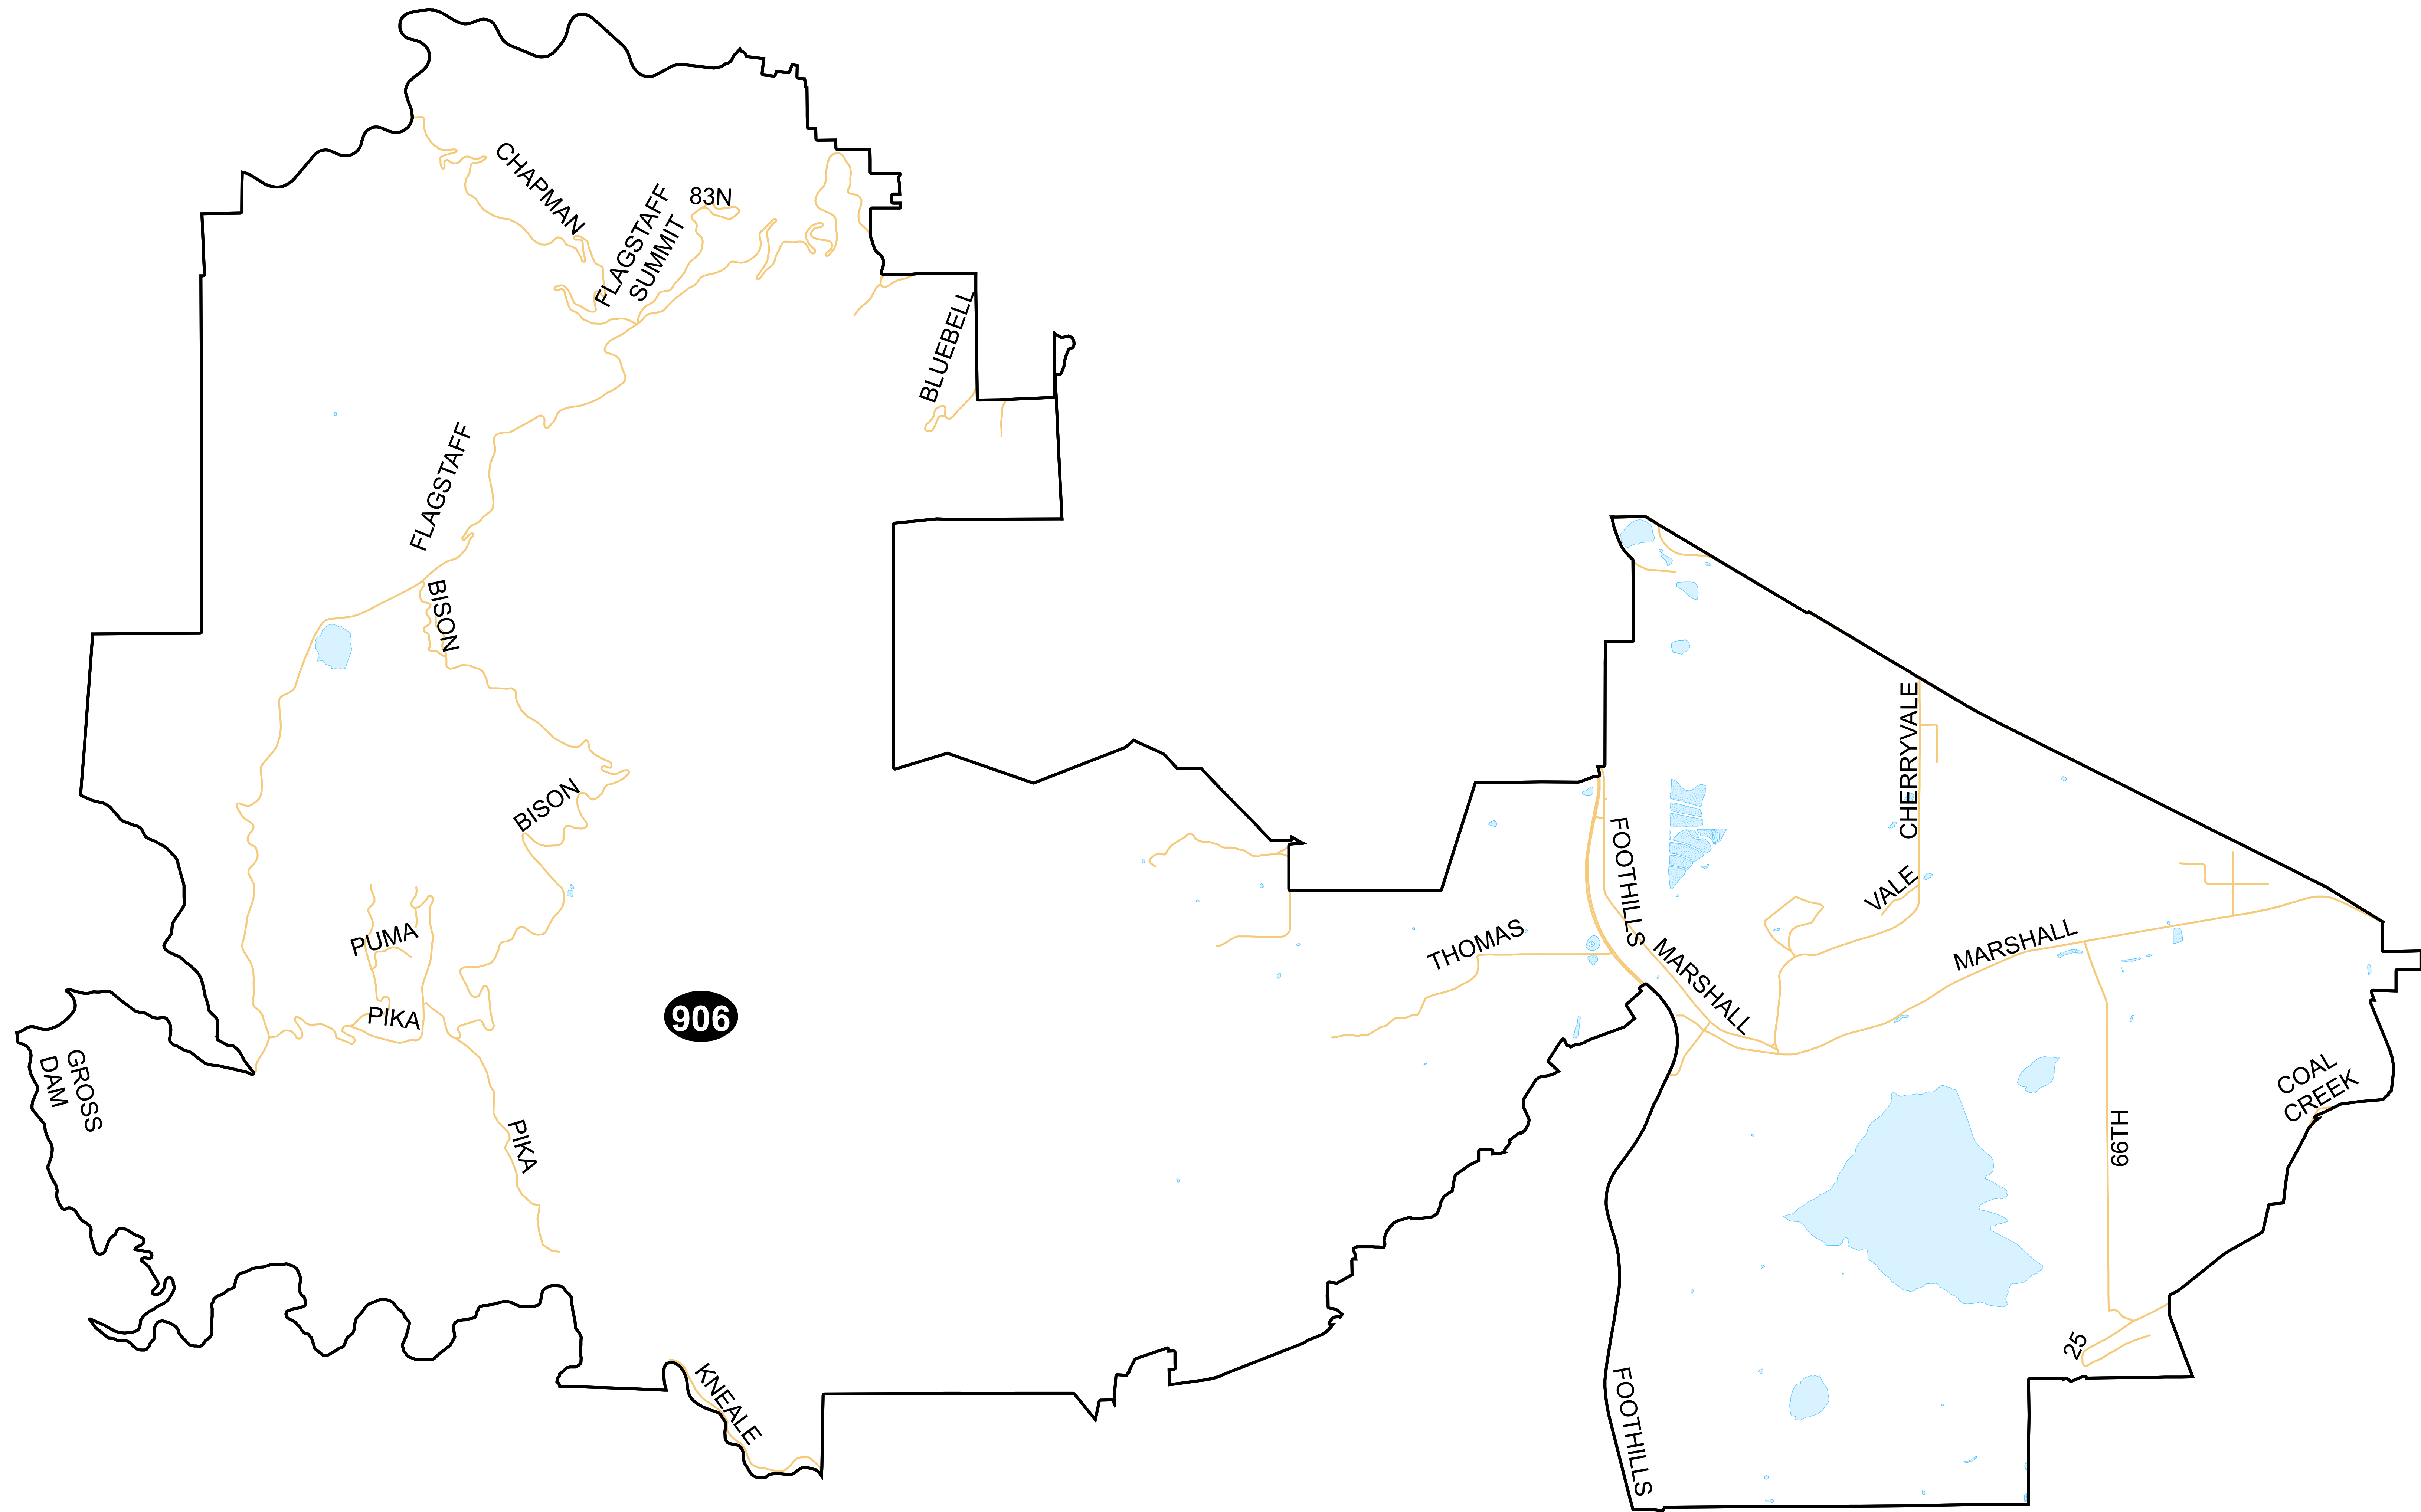 CHAPMAN
83N
FLAGSTAFF
SUMMIT
BLUEBELL
FLAGSTAFF
BISON
CHERRYVALE
BISON
FOOTHILLS
VALE
PUMA
THOMAS
MARSHALL
MARSHALL
PIKA
906
GROSS
DAM
COAL
CREEK
PIKA
66TH
25
KNEALE
FOOTHILLS